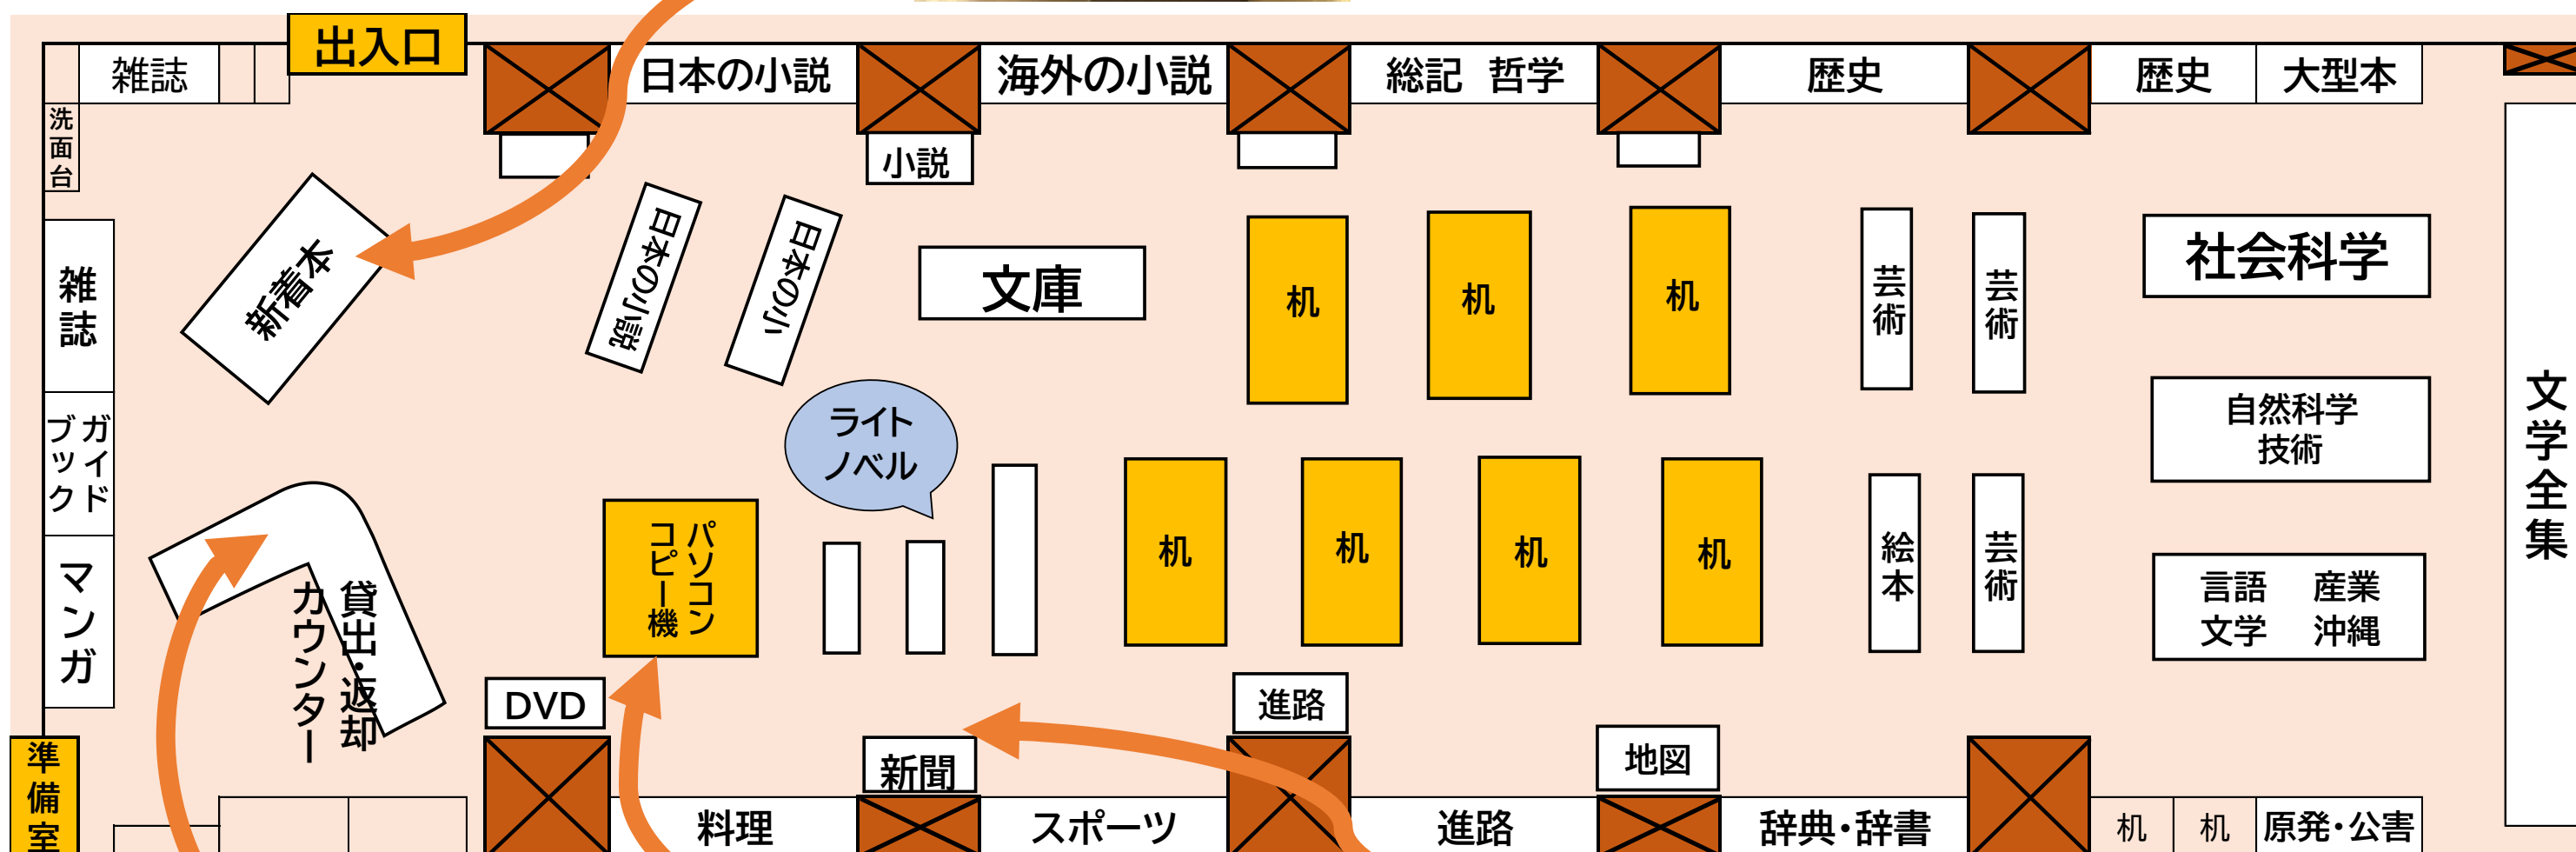 出入口
雑誌
日本の小説
海外の小説
総記 哲学
歴史
歴史
大型本
洗面台
小説
新着本
日本の小説
日本の小
文庫
机
机
机
芸術
芸術
社会科学
雑誌
ガイド
ブック
マンガ
ライト
ノベル
自然科学
技術
文学全集
パソコン
コピー機
机
机
机
机
絵本
芸術
言語 産業
文学 沖縄
貸出・返却
カウンター
DVD
新聞
進路
地図
準備室
料理
スポーツ
進路
辞典・辞書
机
机
原発・公害